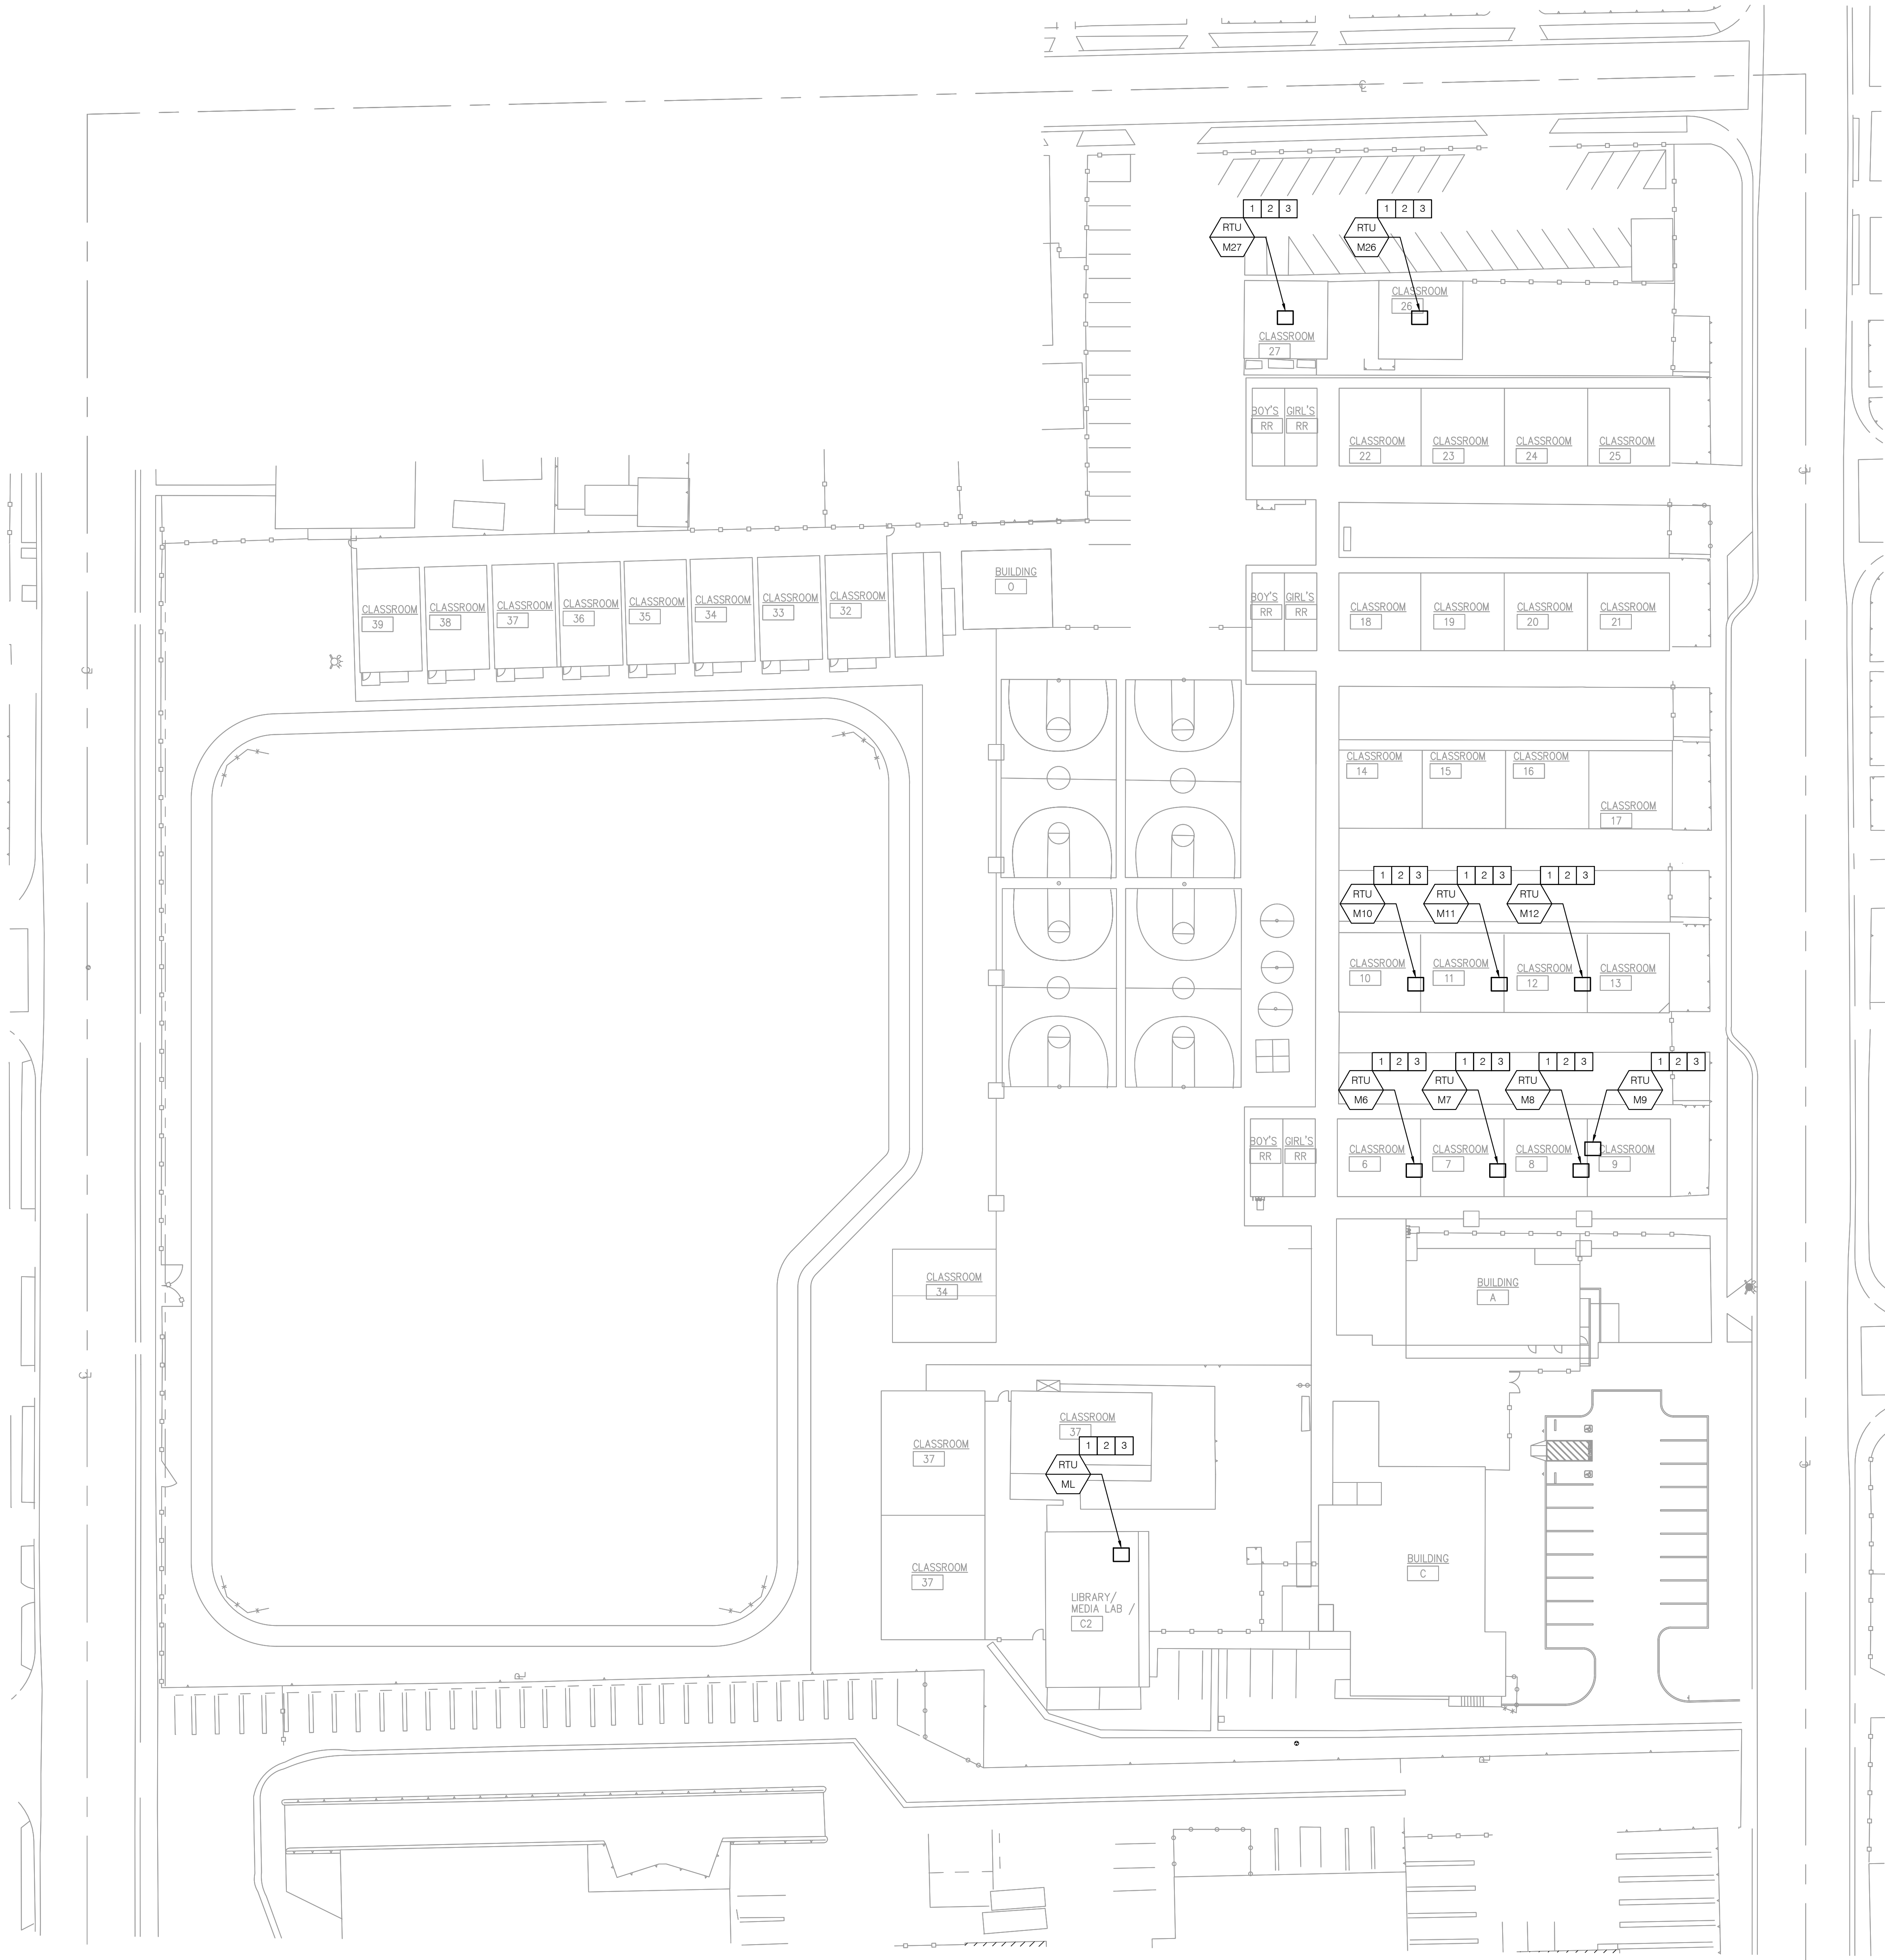 1 2 3
RTU
M27
1 2 3
RTU
M26
CLASSROOM
26
CLASSROOM
27
BOY'S
RR
GIRL'S
RR
CLASSROOM
22
CLASSROOM
23
CLASSROOM
24
CLASSROOM
25
BUILDING
O
CLASSROOM
39
CLASSROOM
38
CLASSROOM
37
CLASSROOM
36
CLASSROOM
35
CLASSROOM
34
CLASSROOM
33
CLASSROOM
32
BOY'S
RR
GIRL'S
RR
CLASSROOM
18
CLASSROOM
19
CLASSROOM
20
CLASSROOM
21
CLASSROOM
14
CLASSROOM
15
CLASSROOM
16
CLASSROOM
17
1 2 3
RTU
M10
1 2 3
RTU
M11
1 2 3
RTU
M12
CLASSROOM
10
CLASSROOM
11
CLASSROOM
12
CLASSROOM
13
1 2 3
RTU
M6
1 2 3
RTU
M7
1 2 3
RTU
M8
1 2 3
RTU
M9
BOY'S
RR
GIRL'S
RR
CLASSROOM
6
CLASSROOM
7
CLASSROOM
8
CLASSROOM
9
CLASSROOM
34
BUILDING
A
CLASSROOM
37
CLASSROOM
37
1 2 3
RTU
ML
CLASSROOM
37
LIBRARY/
MEDIA LAB /
C2
BUILDING
C